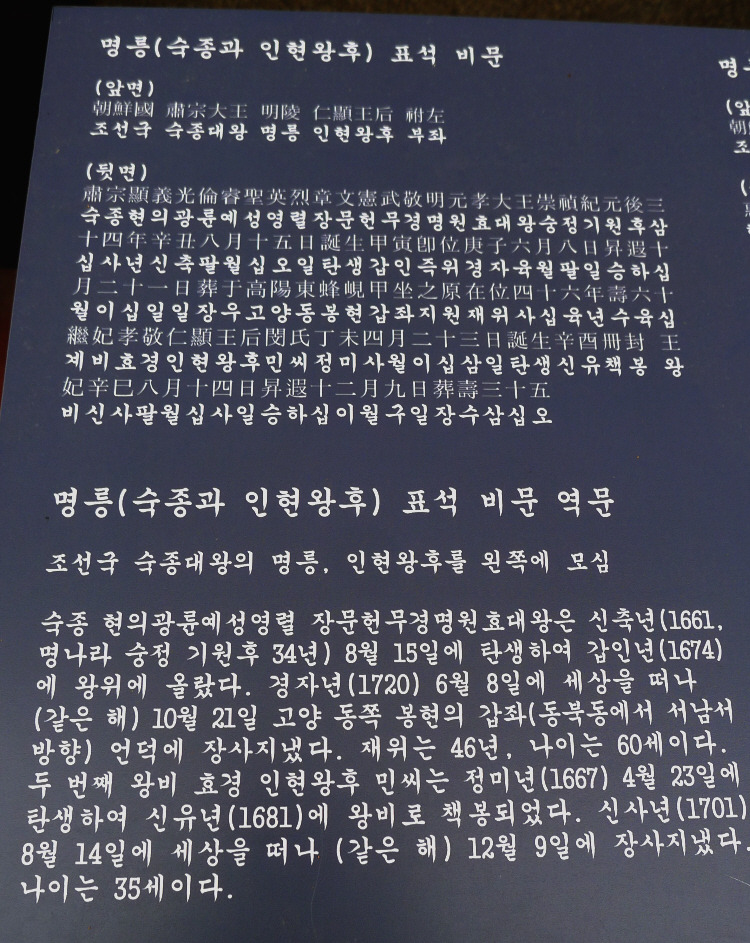 명릉(숙종과 인현왕후) 표석 비문
(앞면)
朝鮮國 肅宗大王 明陵 仁顯王后 祔左
조선국 숙종대왕 명릉 인현왕후 부좌
(뒷면)
肅宗顯義光倫睿聖英烈章文憲武敬明元孝大王崇禎紀元後三
숙종현의광륜예성영렬장문헌무경명원효대왕숭정기원후삼
十四年辛丑八月十五日誕生甲寅卽位庚子六月八日昇遐十
십사년신축팔월십오일탄생갑인즉위경자육월팔일승하십
月二十一日葬于高陽東蜂峴甲坐之原在位四十六年壽六十
월이십일일장우고양동봉현갑좌지원재위사십육년수육십
繼妃孝敬仁顯王后閔氏丁未四月二十三日誕生辛酉冊封 王
계비효경인현왕후민씨정미사월이십삼일탄생신유책봉 왕
妃辛巳八月十四日昇遐十二月九日葬壽三十五
비신사팔월십사일승하십이월구일장수삼십오
명릉(숙종과 인현왕후) 표석 비문 역문
조선국 숙종대왕의 명릉, 인현왕후를 왼쪽에 모심
숙종 현의광륜예성영렬 장문헌무경명원효대왕은 신축년(1661,
명나라 숭정 기원후 34년) 8월 15일에 탄생하여 갑인년(1674)
에 왕위에 올랐다. 경자년(1720) 6월 8일에 세상을 떠나
(같은 해) 10월 21일 고양 동쪽 봉현의 갑좌(동북동에서 서남서
방향) 언덕에 장사지냈다. 재위는 46년, 나이는 60세이다.
두 번째 왕비 효경 인현왕후 민씨는 정미년(1667) 4월 23일에
탄생하여 신유년(1681)에 왕비로 책봉되었다. 신사년(1701)
8월 14일에 세상을 떠나 (같은 해) 12월 9일에 장사지냈다.
나이는 35세이다.